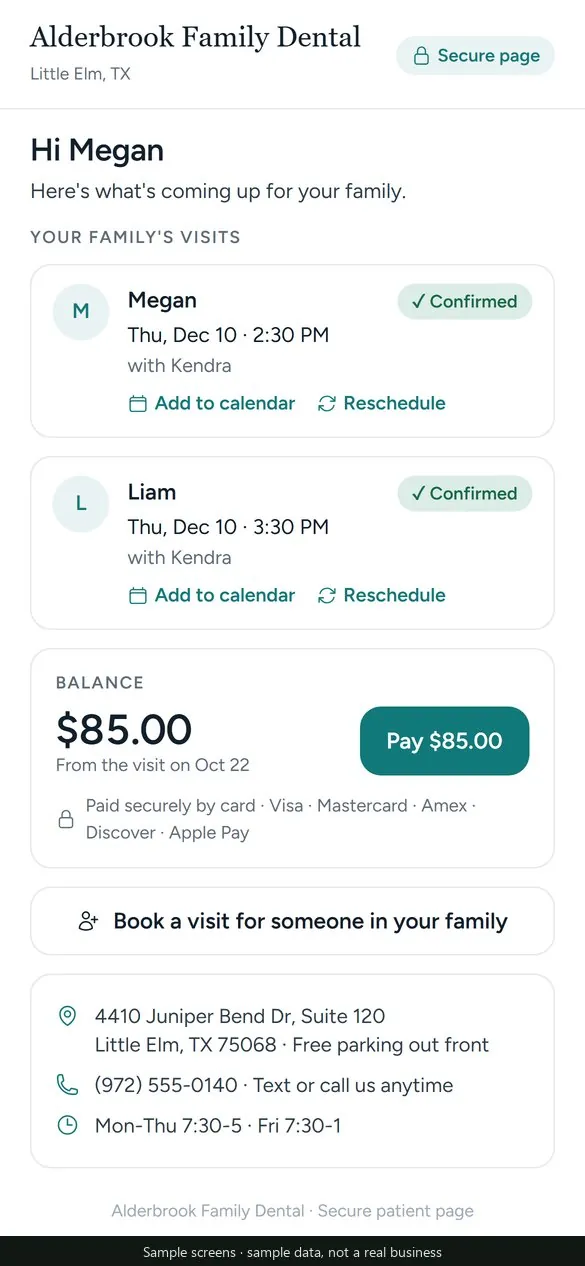 Alderbrook Family Dental
Little Elm, TX
Secure page
Hi Megan
Here's what's coming up for your family.
YOUR FAMILY'S VISITS
M
Megan
✓ Confirmed
Thu, Dec 10 · 2:30 PM
with Kendra
Add to calendar
Reschedule
L
Liam
✓ Confirmed
Thu, Dec 10 · 3:30 PM
with Kendra
Add to calendar
Reschedule
BALANCE
$85.00
From the visit on Oct 22
Pay $85.00
Paid securely by card · Visa · Mastercard · Amex ·
Discover · Apple Pay
Book a visit for someone in your family
4410 Juniper Bend Dr, Suite 120
Little Elm, TX 75068 · Free parking out front
(972) 555-0140 · Text or call us anytime
Mon-Thu 7:30-5 · Fri 7:30-1
Alderbrook Family Dental · Secure patient page
Sample screens · sample data, not a real business